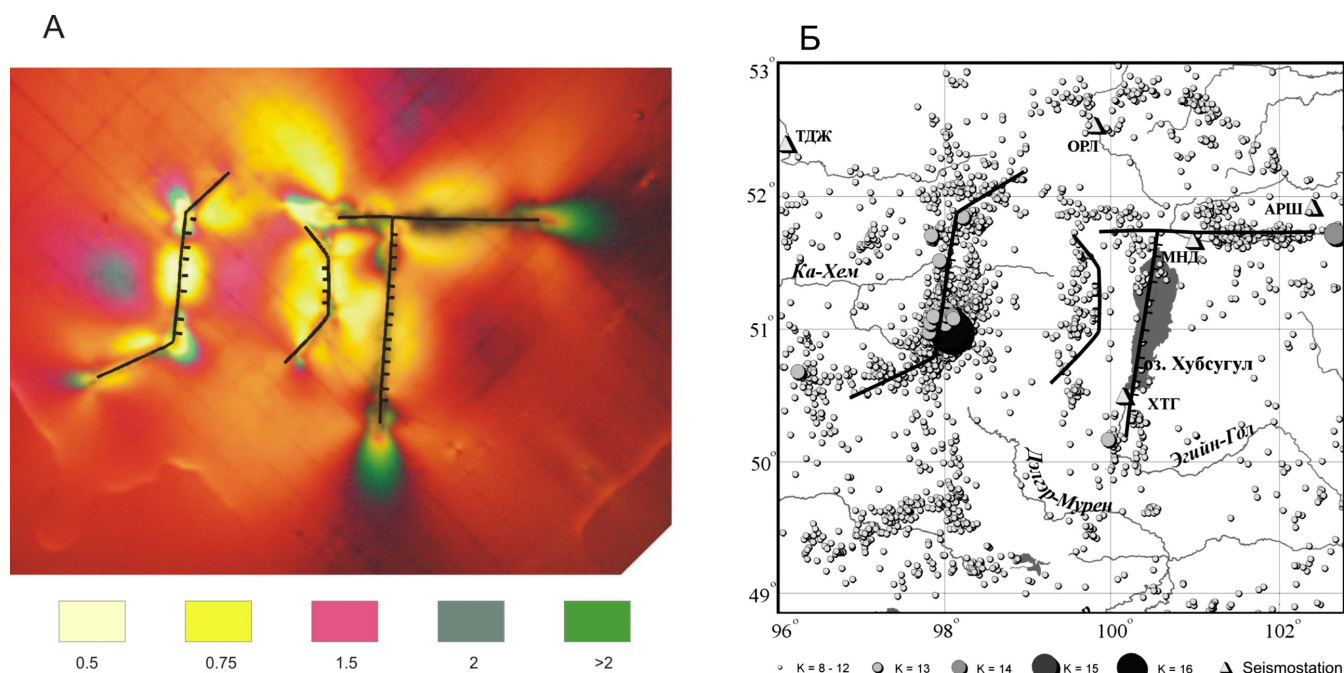 А
0.5 0.75 1.5 2 >2
Б
53°
52°
51°
50°
49°
96 98 100 102
ТДЖ
ОРЛ
АРШ
МНД
Ка-Хем
оз. Хубсугул
ХТГ
Эгийн-Гол
Дэлгэр-Мурен
K = 8 - 12 K = 13 K = 14 K = 15 K = 16 Seismostation